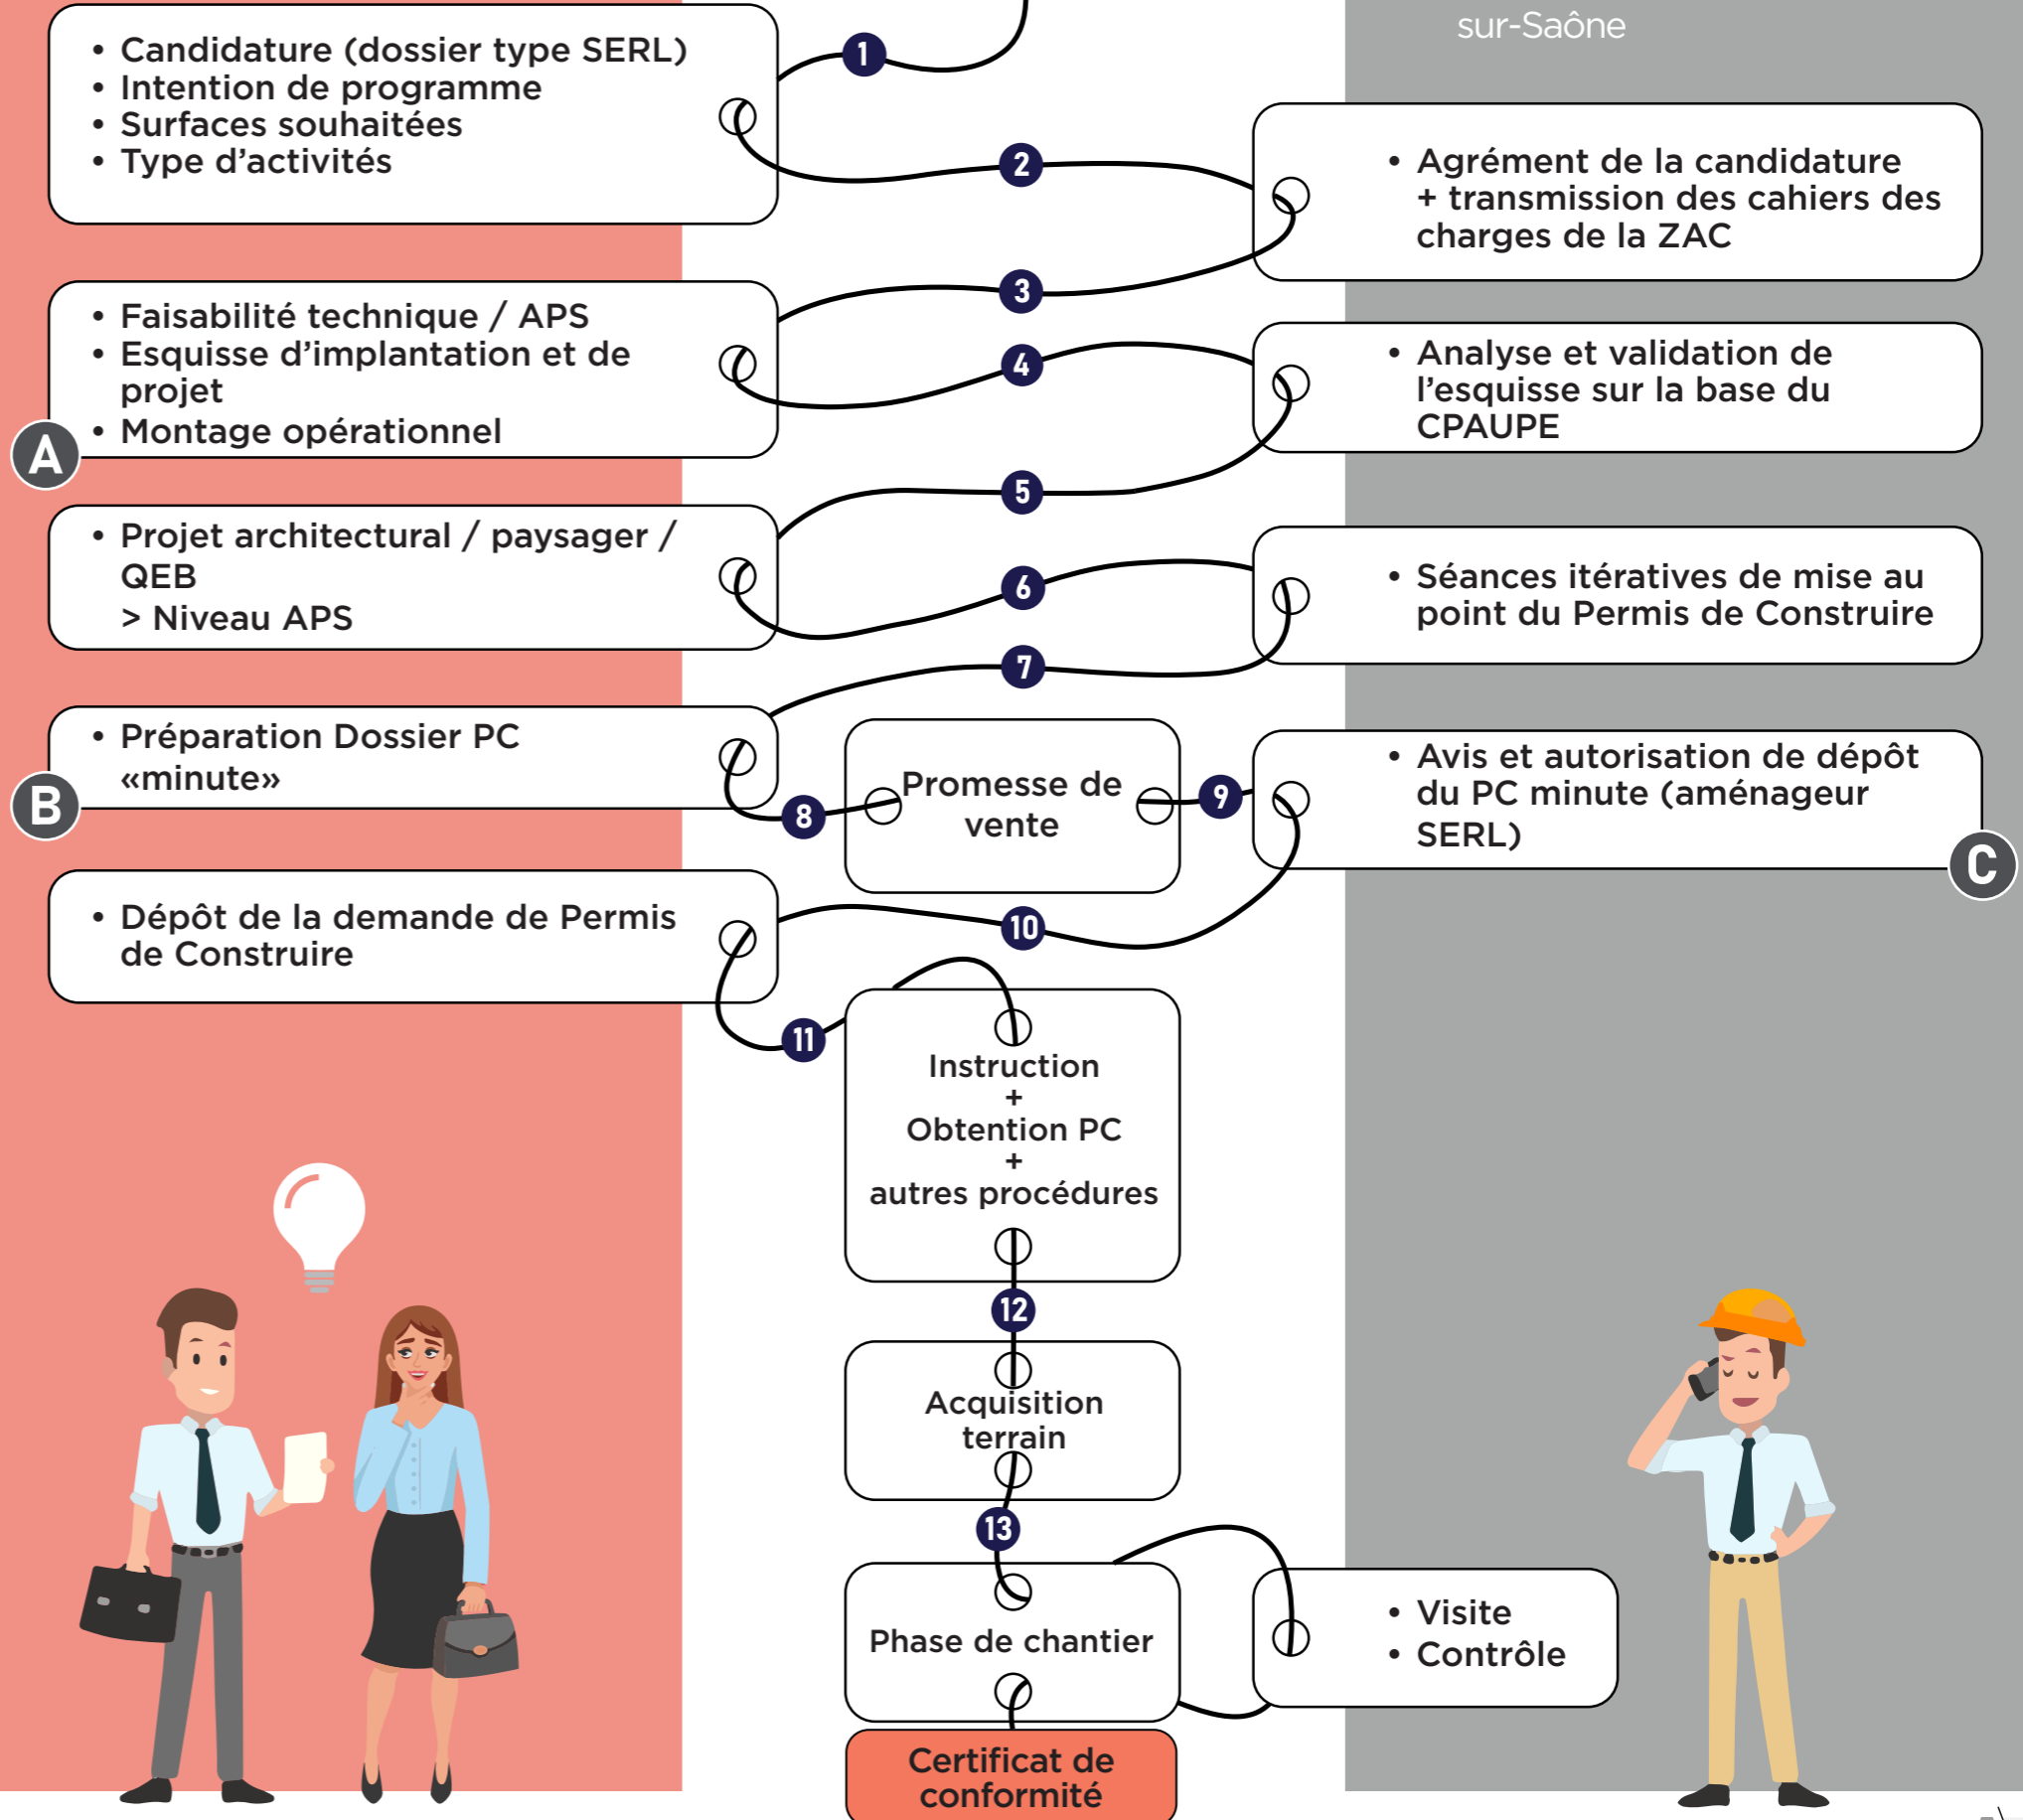 sur-Saône
• Candidature (dossier type SERL)
• Intention de programme
• Surfaces souhaitées
• Type d'activités
1
2
• Agrément de la candidature
+ transmission des cahiers des
charges de la ZAC
3
• Faisabilité technique / APS
• Esquisse d'implantation et de
projet
• Montage opérationnel
A
4
• Analyse et validation de
l'esquisse sur la base du
CPAUPE
5
• Projet architectural / paysager /
QEB
> Niveau APS
6
• Séances itératives de mise au
point du Permis de Construire
7
• Préparation Dossier PC
«minute»
B
8
Promesse de
vente
9
• Avis et autorisation de dépôt
du PC minute (aménageur
SERL)
C
10
• Dépôt de la demande de Permis
de Construire
11
Instruction
+
Obtention PC
+
autres procédures
12
Acquisition
terrain
13
Phase de chantier
• Visite
• Contrôle
Certificat de
conformité